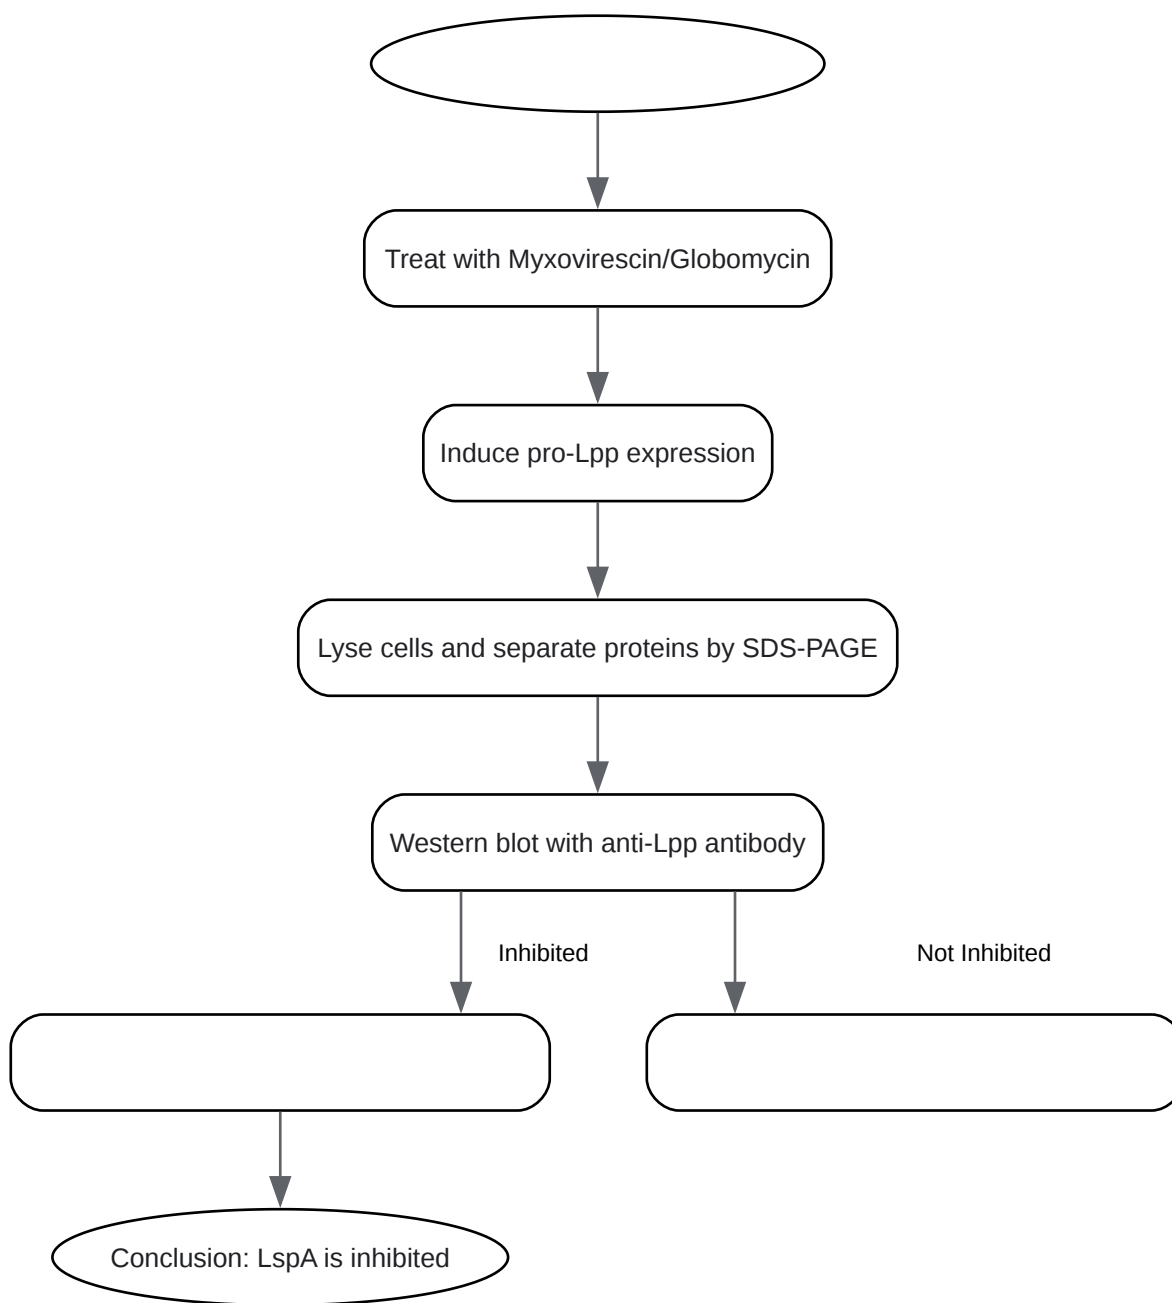 Treat with Myxovirescin/Globomycin
Induce pro-Lpp expression
Lyse cells and separate proteins by SDS-PAGE
Western blot with anti-Lpp antibody
Inhibited
Not Inhibited
Conclusion: LspA is inhibited